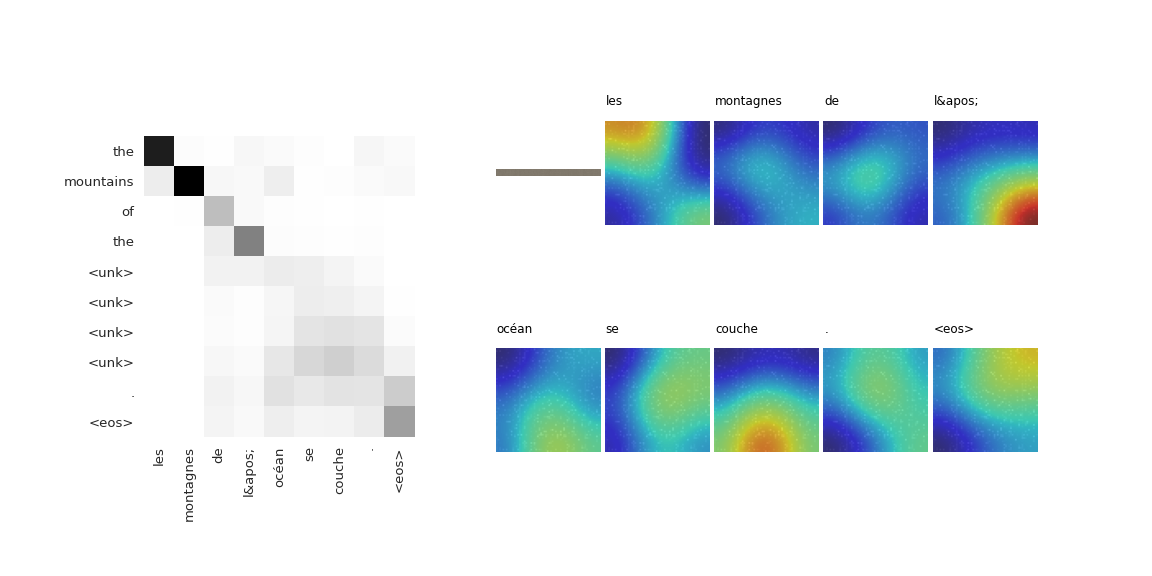 les montagnes de l&apos;
the
mountains
of
the
<unk>
<unk>
<unk>
<unk>
.
<eos>
océan se couche . <eos>
les montagnes de l&apos; océan se couche . <eos>